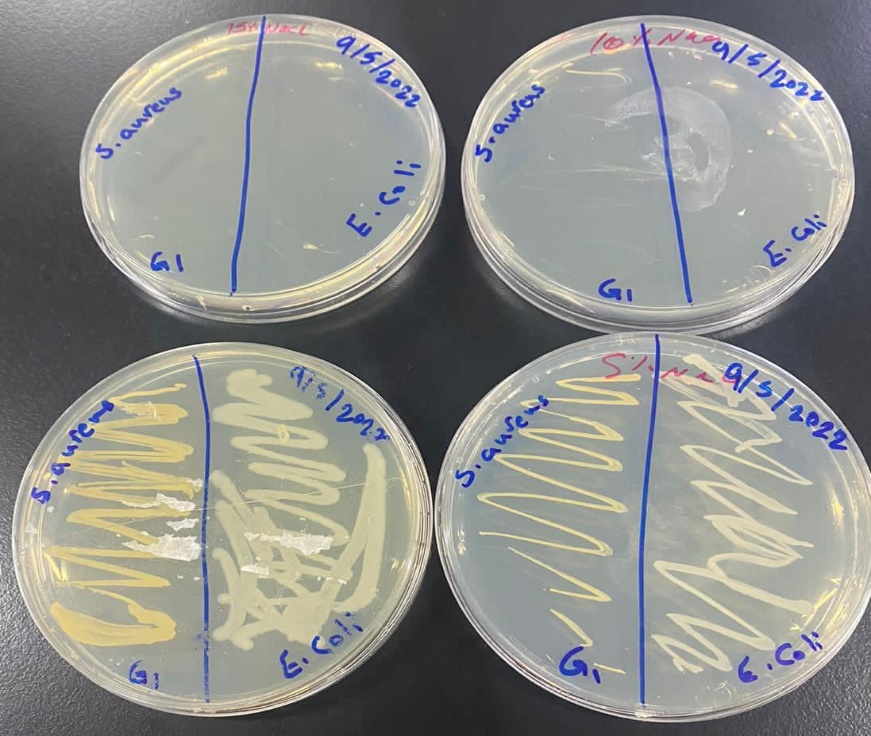 15% NaCl
9/5/2022
S. aureus
E. Coli
G1
10% NaCl
9/5/2022
S. aureus
E. Coli
G1
9/5/2022
S. aureus
E. Coli
G1
5% NaCl
9/5/2022
S. aureus
E. Coli
G1